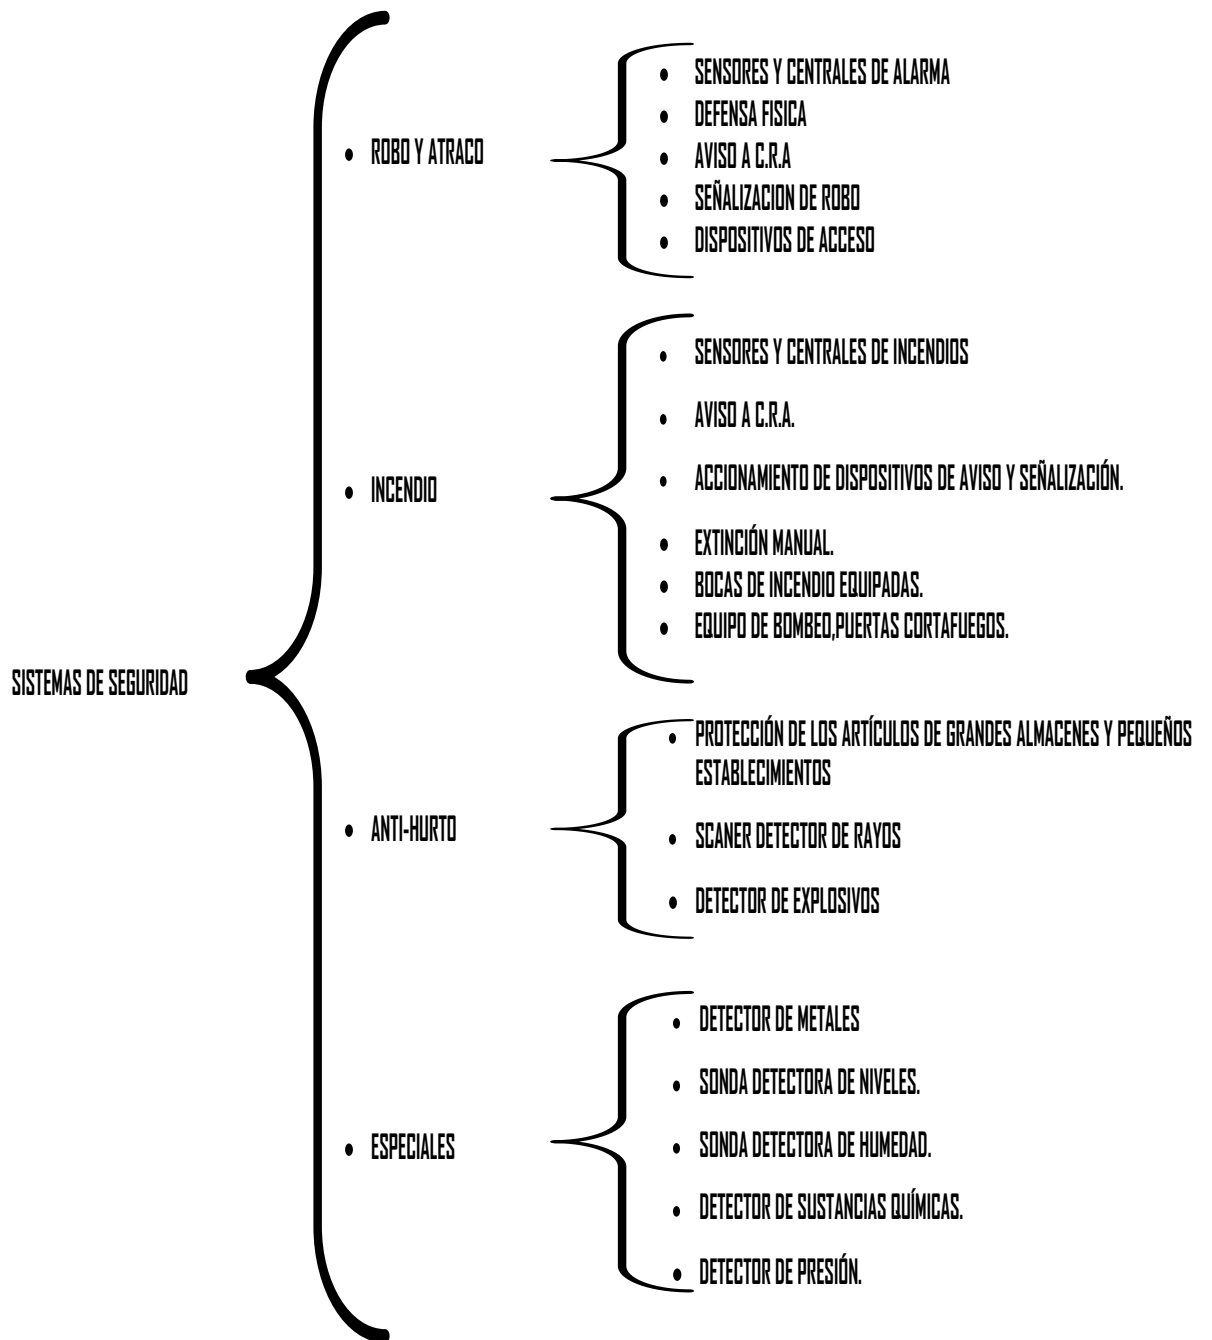 SISTEMAS DE SEGURIDAD
• ROBO Y ATRACO
• SENSORES Y CENTRALES DE ALARMA
• DEFENSA FISICA
• AVISO A C.R.A
• SEÑALIZACION DE ROBO
• DISPOSITIVOS DE ACCESO
• INCENDIO
• SENSORES Y CENTRALES DE INCENDIOS
• AVISO A C.R.A.
• ACCIONAMIENTO DE DISPOSITIVOS DE AVISO Y SEÑALIZACIÓN.
• EXTINCIÓN MANUAL.
• BOCAS DE INCENDIO EQUIPADAS.
• EQUIPO DE BOMBEO,PUERTAS CORTAFUEGOS.
• ANTI-HURTO
• PROTECCIÓN DE LOS ARTÍCULOS DE GRANDES ALMACENES Y PEQUEÑOS
ESTABLECIMIENTOS
• SCANER DETECTOR DE RAYOS
• DETECTOR DE EXPLOSIVOS
• ESPECIALES
• DETECTOR DE METALES
• SONDA DETECTORA DE NIVELES.
• SONDA DETECTORA DE HUMEDAD.
• DETECTOR DE SUSTANCIAS QUÍMICAS.
• DETECTOR DE PRESIÓN.